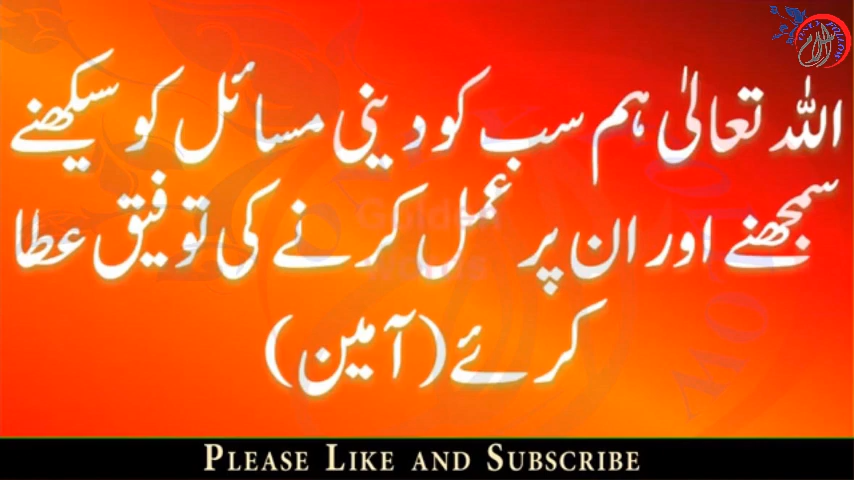 اللہ تعالیٰ ہم سب کو دینی مسائل کو سیکھنے
سمجھنے اور ان پر عمل کرنے کی توفیق عطا
کرئے (آمین)
PLEASE LIKE AND SUBSCRIBE